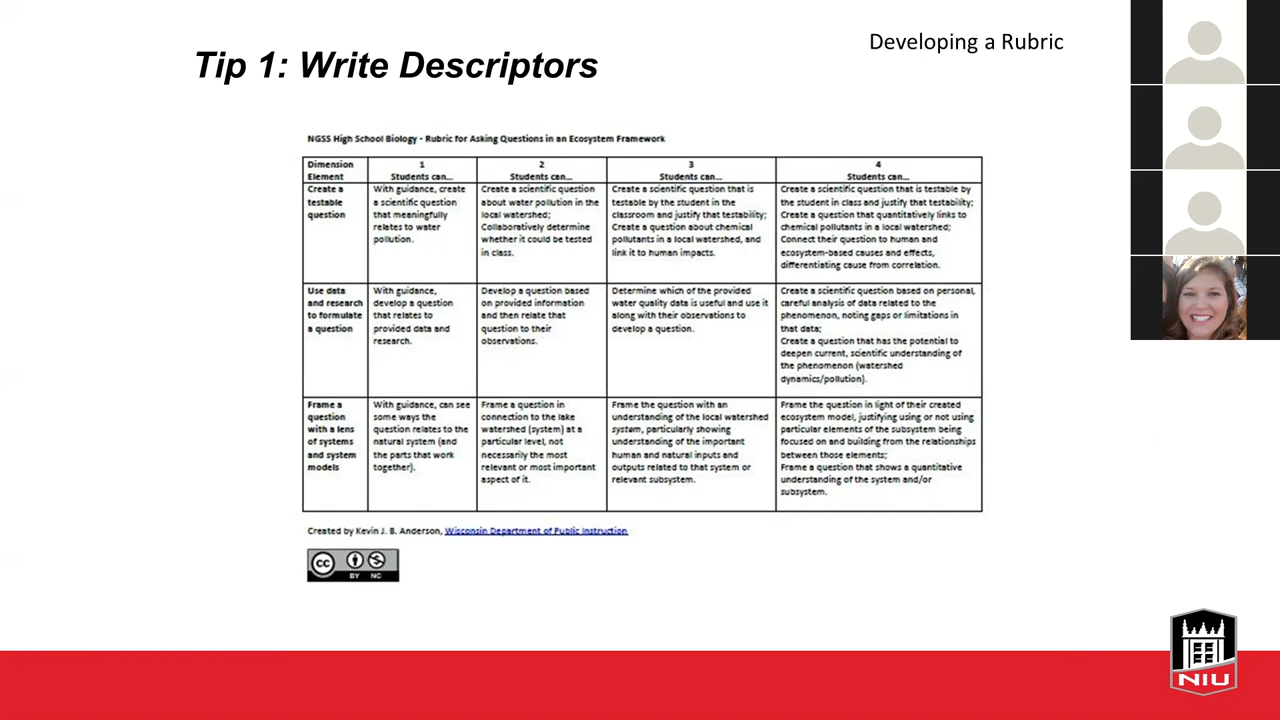 Developing a Rubric
Tip 1: Write Descriptors
NGSS High School Biology - Rubric for Asking Questions in an Ecosystem Framework
Dimension
Element
1
Students can...
2
Students can...
3
Students can...
4
Students can...
Create a
testable
question
With guidance, create
a scientific question
that meaningfully
relates to water
pollution.
Create a scientific question
about water pollution in the
local watershed;
Collaboratively determine
whether it could be tested
in class.
Create a scientific question that is
testable by the student in the
classroom and justify that testability;
Create a question about chemical
pollutants in a local watershed, and
link it to human impacts.
Create a scientific question that is testable by
the student in class and justify that testability;
Create a question that quantitatively links to
chemical pollutants in a local watershed;
Connect their question to human and
ecosystem-based causes and effects,
differentiating cause from correlation.
Use data
and research
to formulate
a question
With guidance,
develop a question
that relates to
provided data and
research.
Develop a question based
on provided information
and then relate that
question to their
observations.
Determine which of the provided
water quality data is useful and use it
along with their observations to
develop a question.
Create a scientific question based on personal,
careful analysis of data related to the
phenomenon, noting gaps or limitations in
that data;
Create a question that has the potential to
deepen current, scientific understanding of
the phenomenon (watershed
dynamics/pollution).
Frame a
question
with a lens
of systems
and system
models
With guidance, can see
some ways the
question relates to the
natural system (and
the parts that work
together).
Frame a question in
connection to the lake
watershed (system) at a
particular level, not
necessarily the most
relevant or most important
aspect of it.
Frame the question with an
understanding of the local watershed
system, particularly showing
understanding of the important
human and natural inputs and
outputs related to that system or
relevant subsystem.
Frame the question in light of their created
ecosystem model, justifying using or not using
particular elements of the subsystem being
focused on and building from the relationships
between those elements;
Frame a question that shows a quantitative
understanding of the system and/or
subsystem.
Created by Kevin J. B. Anderson, Wisconsin Department of Public Instruction
cc
BY NC
NIU